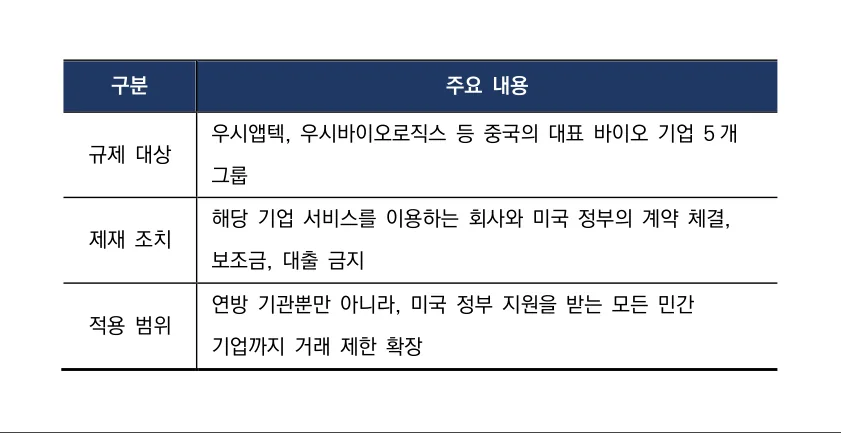 구분 주요 내용
규제 대상 우시앱텍, 우시바이오로직스 등 중국의 대표 바이오 기업 5개
그룹
제재 조치 해당 기업 서비스를 이용하는 회사와 미국 정부의 계약 체결,
보조금, 대출 금지
적용 범위 연방 기관뿐만 아니라, 미국 정부 지원을 받는 모든 민간
기업까지 거래 제한 확장